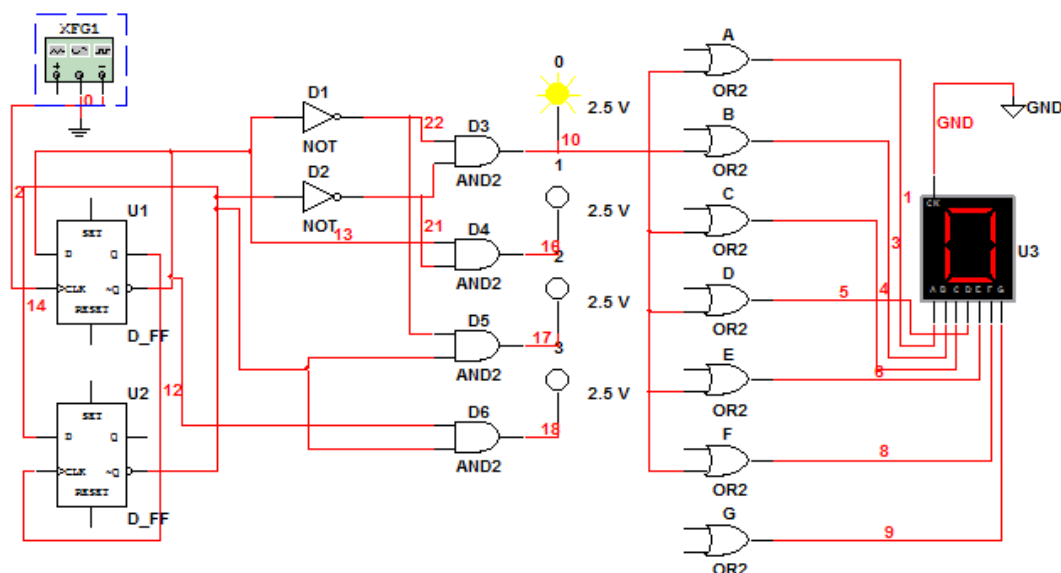 XFG1
+
-
0
D1
NOT
22
D2
NOT
13
21
D3
AND2
10
0
2.5 V
1
2.5 V
D4
AND2
16
2
2.5 V
D5
AND2
17
3
2.5 V
D6
AND2
18
2
U1
SET
D Q
CLK ~Q
RESET
D_FF
14
12
U2
SET
D Q
CLK ~Q
RESET
D_FF
A
OR2
B
OR2
C
OR2
D
OR2
E
OR2
F
OR2
G
OR2
1
3
4
5
6
8
9
GND
GND
CK
U3
A B C D E F G
0